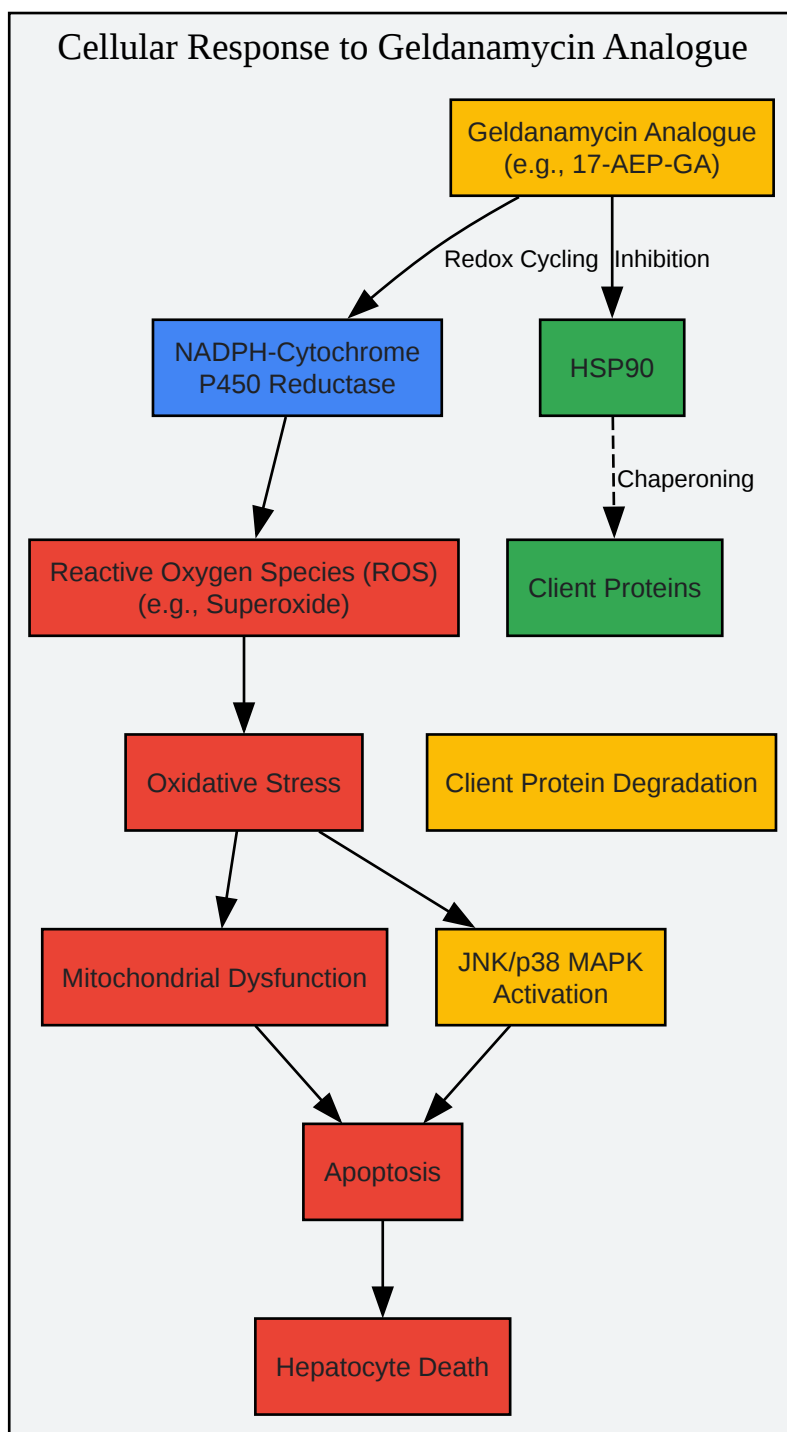 Cellular Response to Geldanamycin Analogue
Geldanamycin Analogue
(e.g., 17-AEP-GA)
Redox Cycling
Inhibition
NADPH-Cytochrome
P450 Reductase
HSP90
Chaperoning
Reactive Oxygen Species (ROS)
(e.g., Superoxide)
Client Proteins
Oxidative Stress
Client Protein Degradation
Mitochondrial Dysfunction
JNK/p38 MAPK
Activation
Apoptosis
Hepatocyte Death